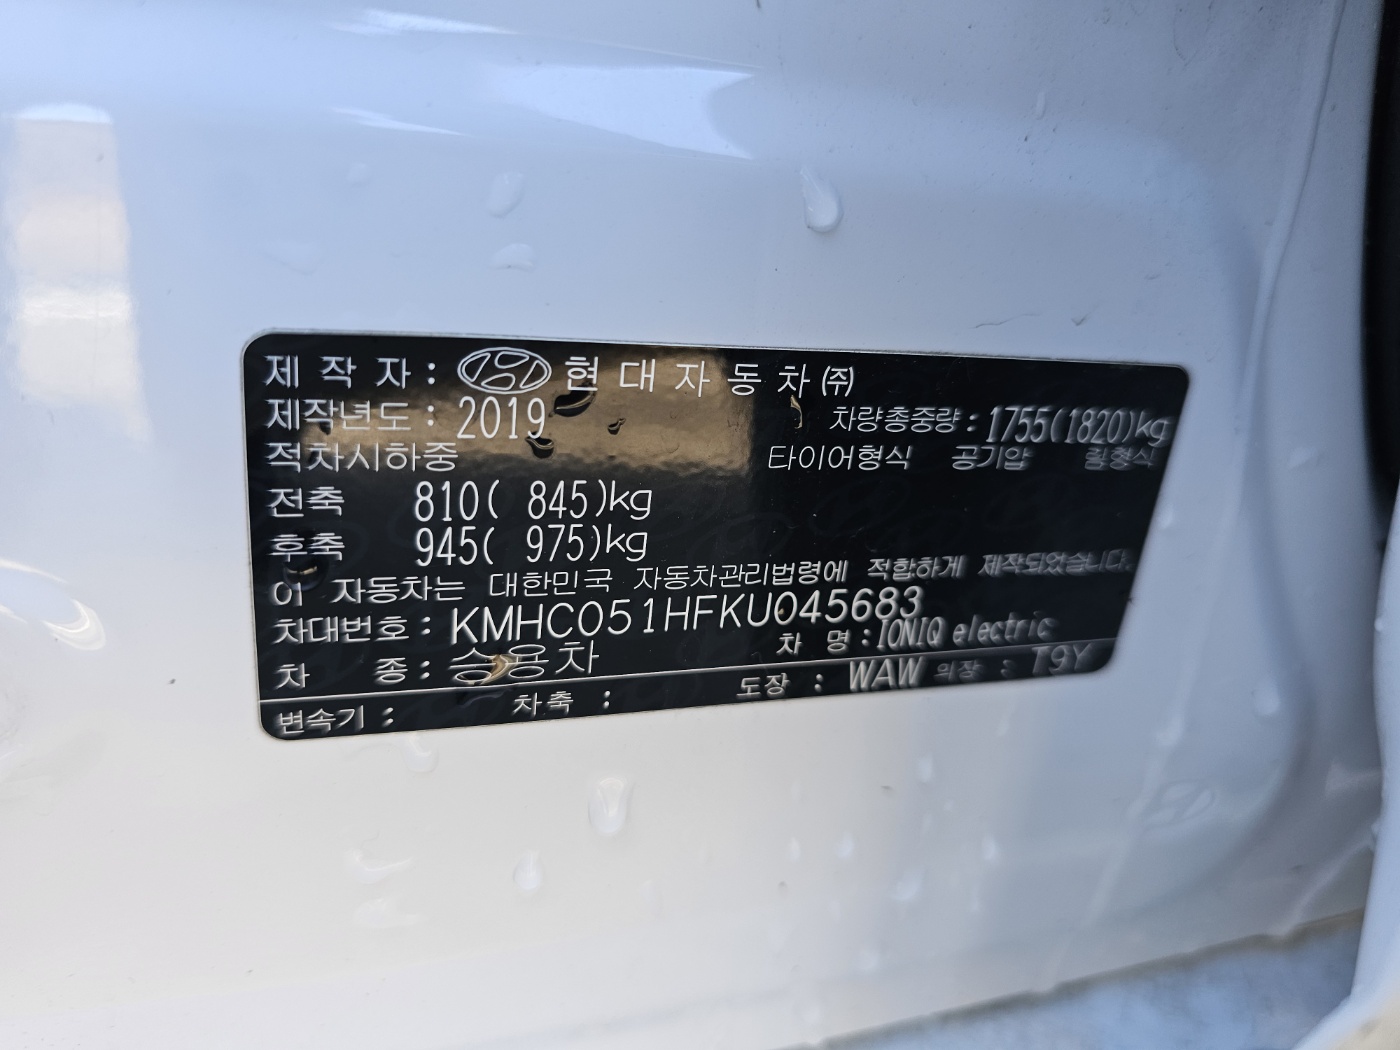 제 작 자 : 현 대 자 동 차 ㈜
제작년도 : 2019 차량총중량 : 1755(1820)kg
적차시하중 타이어형식 공기압 림형식
전축 810( 845)kg
후축 945( 975)kg
이 자동차는 대한민국 자동차관리법령에 적합하게 제작되었습니다.
차대번호 : KMHC051HFKU045683
차 종 : 승용차 차 명 : IONIQ electric
변속기 : 차축 : 도장 : WAW 의장 : T9Y